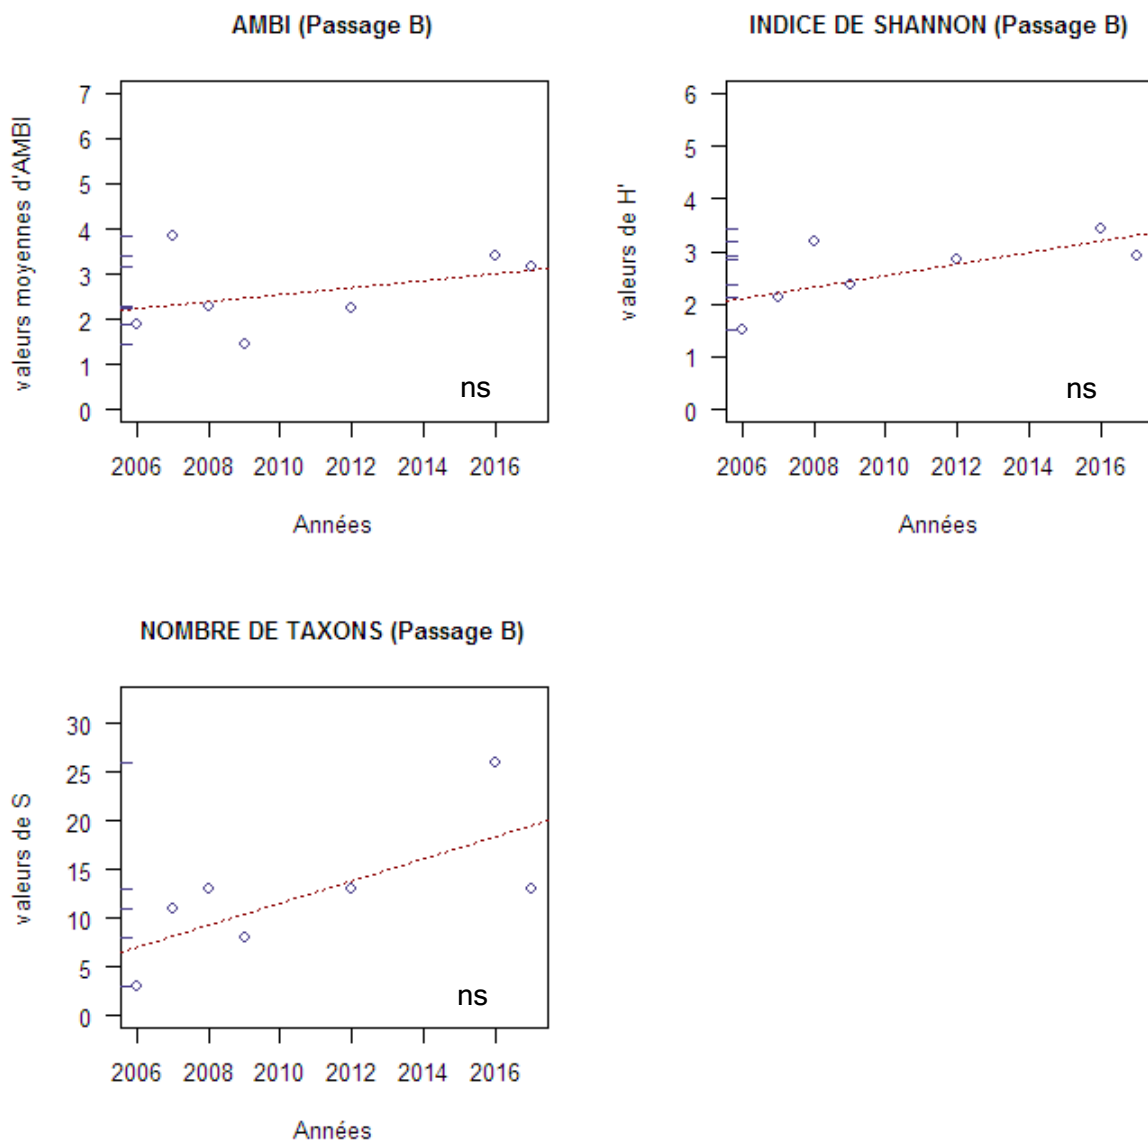 AMBI (Passage B)
valeurs moyennes d'AMBI
7
6
5
4
3
2
1
0
ns
2006 2008 2010 2012 2014 2016
Années
INDICE DE SHANNON (Passage B)
valeurs de H'
6
5
4
3
2
1
0
ns
2006 2008 2010 2012 2014 2016
Années
NOMBRE DE TAXONS (Passage B)
valeurs de S
30
25
20
15
10
5
0
ns
2006 2008 2010 2012 2014 2016
Années